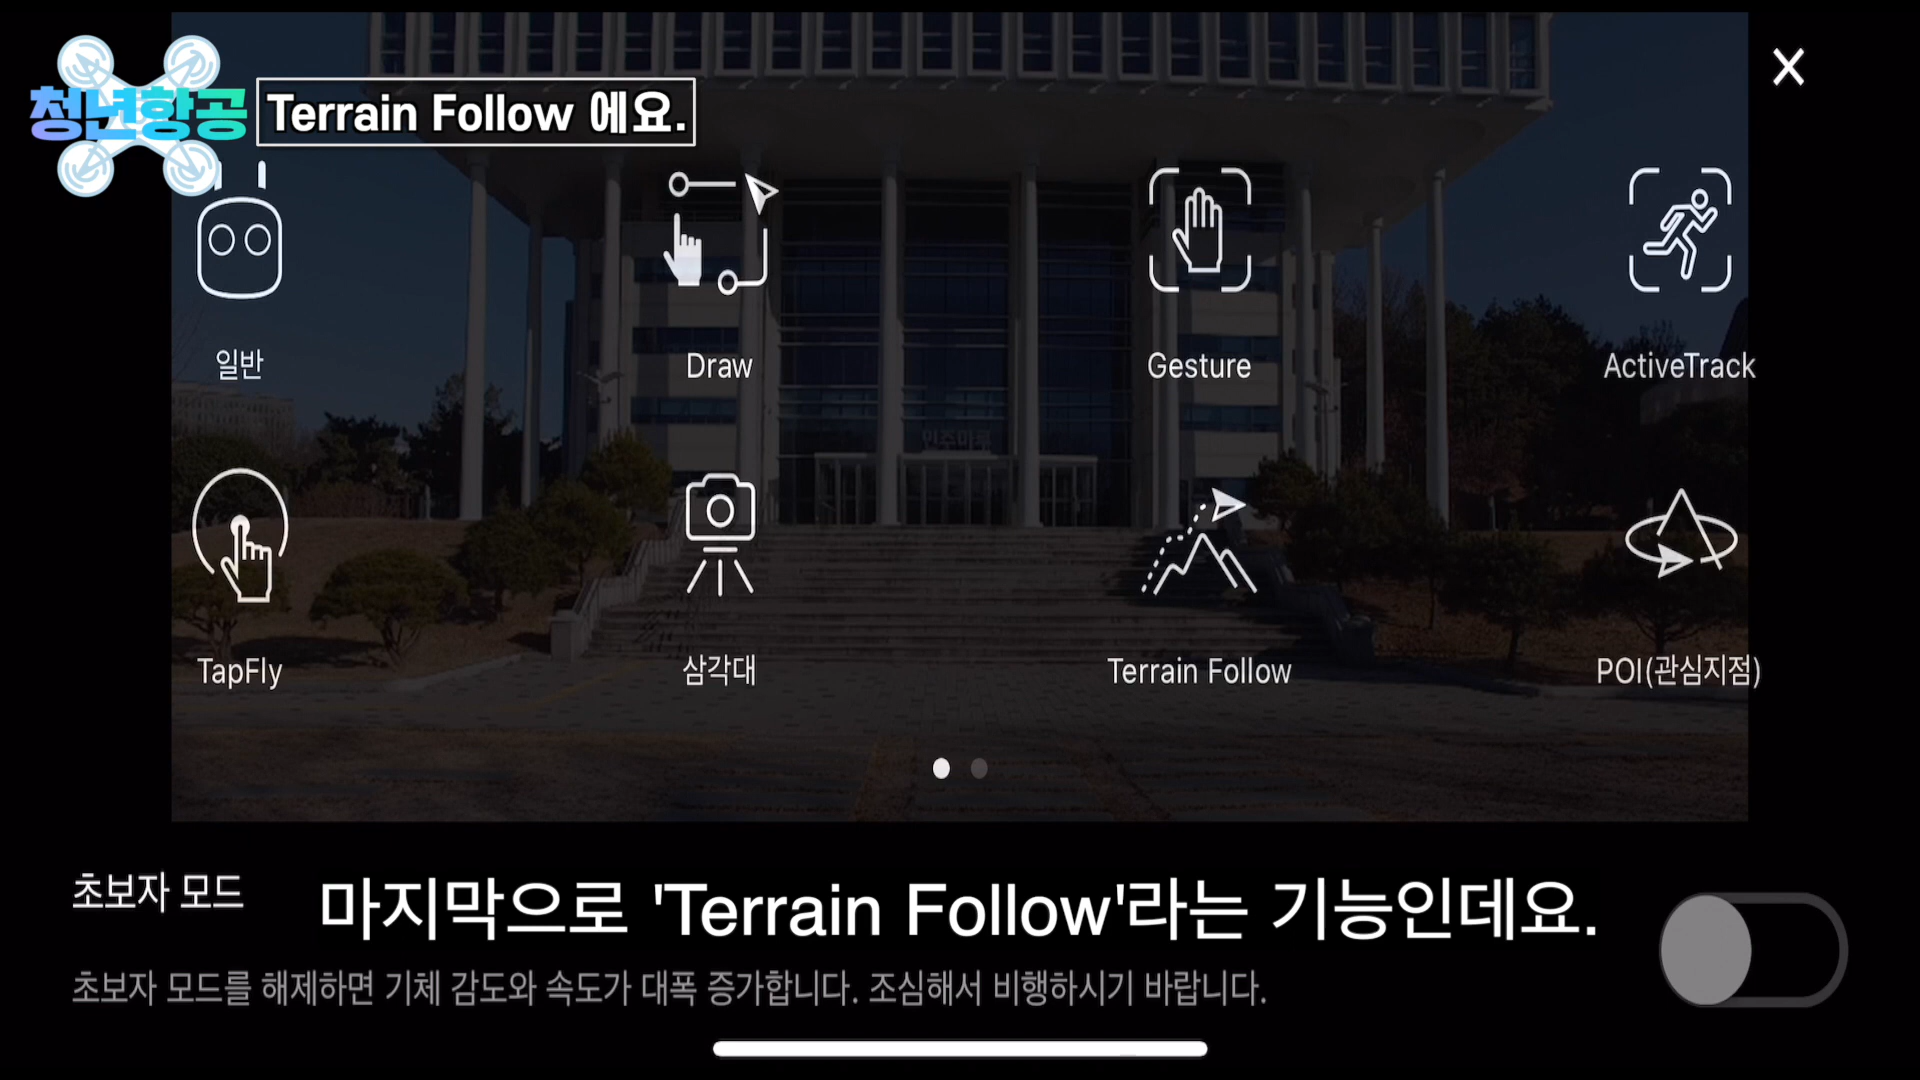 청년항공
Terrain Follow 에요.
일반
Draw
Gesture
ActiveTrack
민주마루
TapFly
삼각대
Terrain Follow
POI(관심지점)
초보자 모드
마지막으로 'Terrain Follow'라는 기능인데요.
초보자 모드를 해제하면 기체 감도와 속도가 대폭 증가합니다. 조심해서 비행하시기 바랍니다.